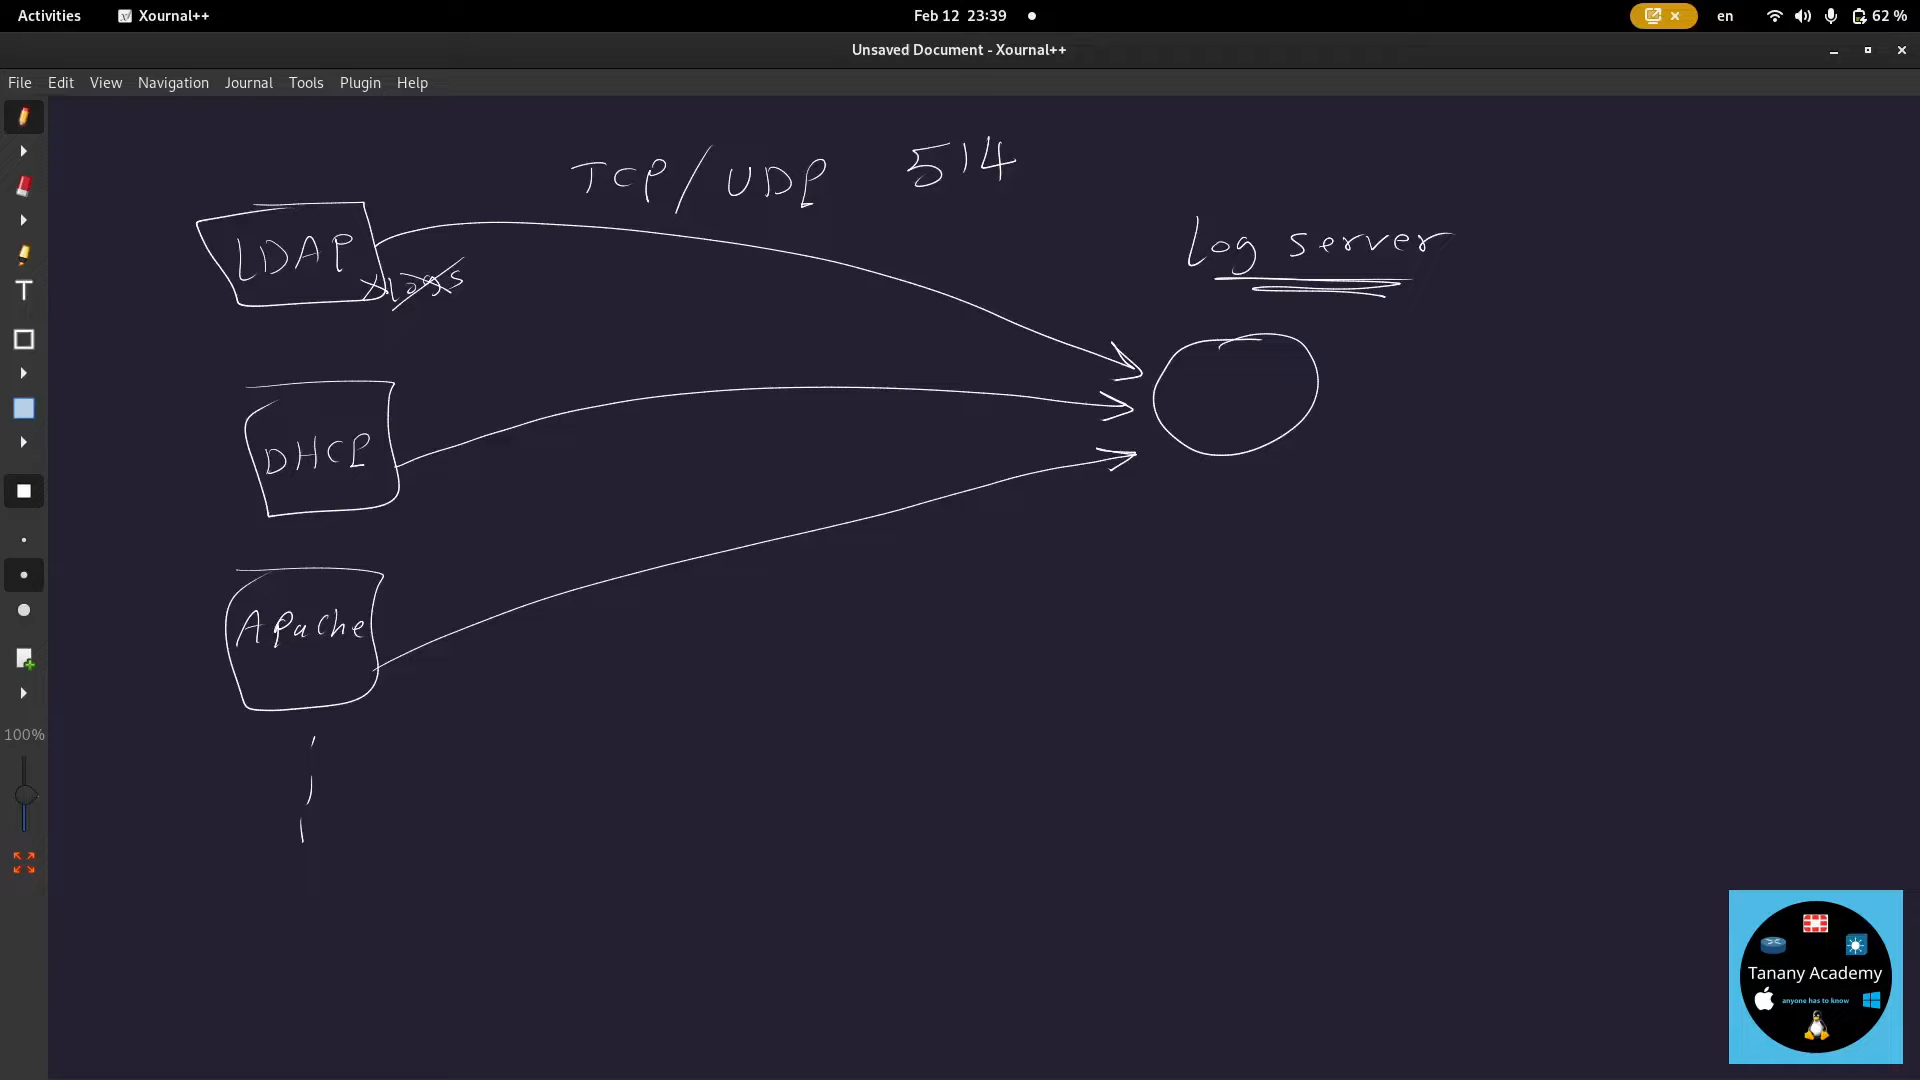 Activities Xournal++ Feb 12 23:39 en 62 %
Unsaved Document - Xournal++
File Edit View Navigation Journal Tools Plugin Help
TCP/UDP 514
LDAP
Logs
Log server
DHCP
Apache
100%
Tanany Academy
anyone has to know